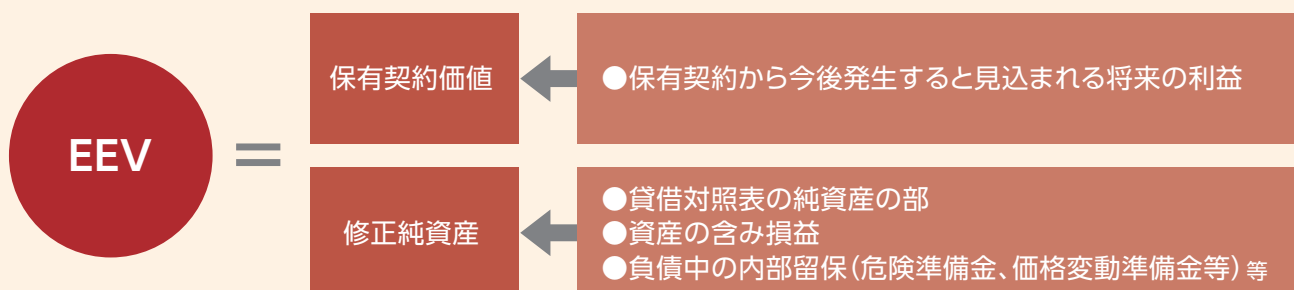 EEV
＝
保有契約価値
●保有契約から今後発生すると見込まれる将来の利益
修正純資産
●貸借対照表の純資産の部
●資産の含み損益
●負債中の内部留保（危険準備金、価格変動準備金等）等